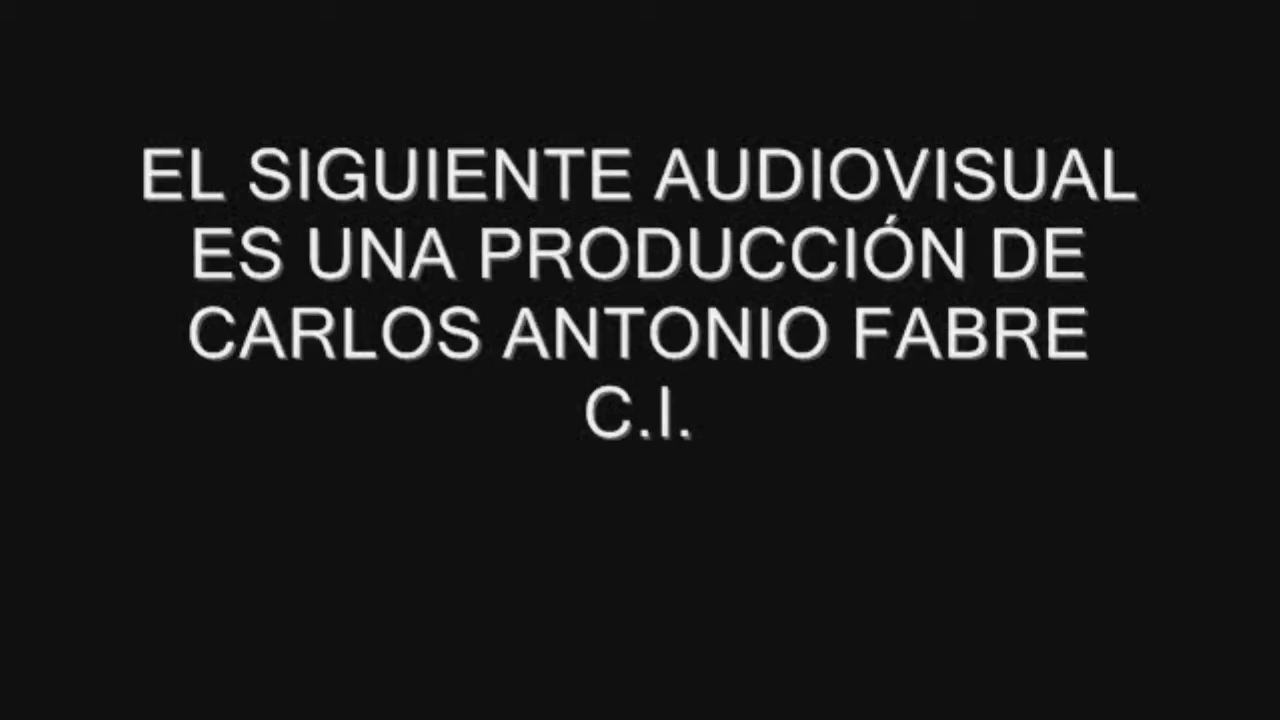 EL SIGUIENTE AUDIOVISUAL
ES UNA PRODUCCIÓN DE
CARLOS ANTONIO FABRE
C.I.